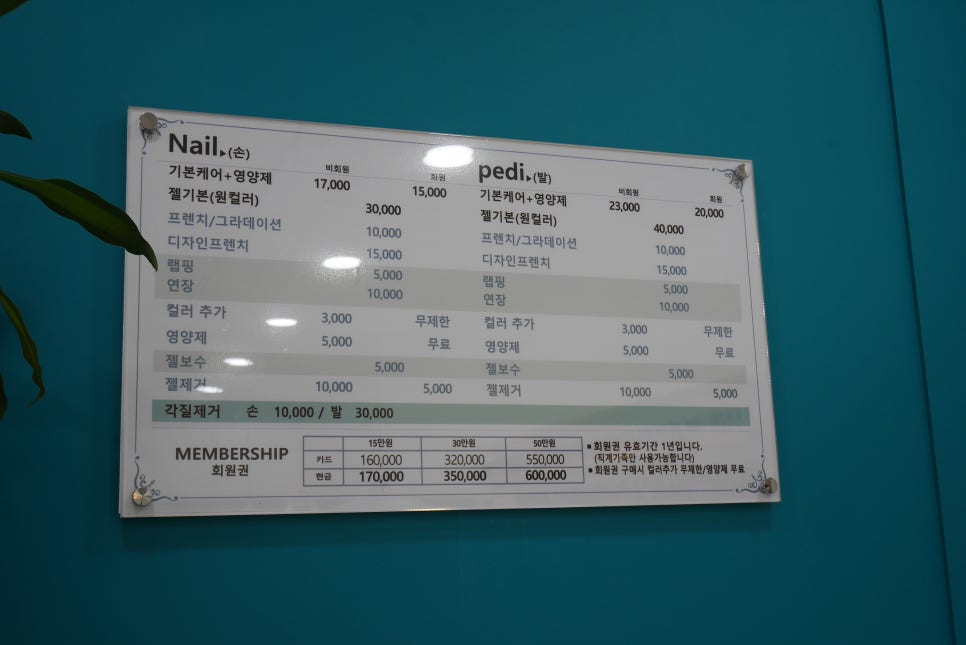 Nail▸(손)
비회원 회원
기본케어+영양제 17,000 15,000
젤기본(원컬러) 30,000
프렌치/그라데이션 10,000
디자인프렌치 15,000
랩핑 5,000
연장 10,000
컬러 추가 3,000 무제한
영양제 5,000 무료
젤보수 5,000
젤제거 10,000 5,000
pedi▸(발)
비회원 회원
기본케어+영양제 23,000 20,000
젤기본(원컬러) 40,000
프렌치/그라데이션 10,000
디자인프렌치 15,000
랩핑 5,000
연장 10,000
컬러 추가 3,000 무제한
영양제 5,000 무료
젤보수 5,000
젤제거 10,000 5,000
각질제거 손 10,000 / 발 30,000
MEMBERSHIP
회원권
15만원 30만원 50만원
카드 160,000 320,000 550,000
현금 170,000 350,000 600,000
▪ 회원권 유효기간 1년입니다.
(직계가족만 사용가능합니다)
▪ 회원권 구매시 컬러추가 무제한/영양제 무료